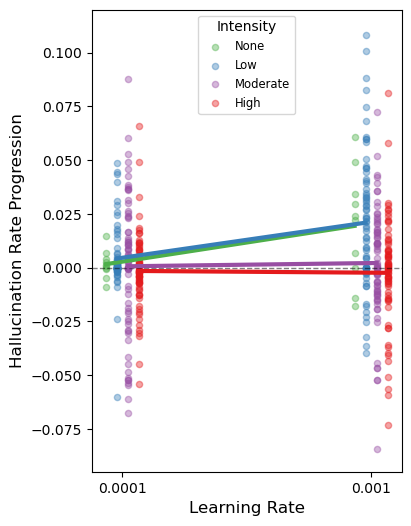 Intensity
None
Low
Moderate
High
Hallucination Rate Progression
0.100
0.075
0.050
0.025
0.000
−0.025
−0.050
−0.075
0.0001
0.001
Learning Rate